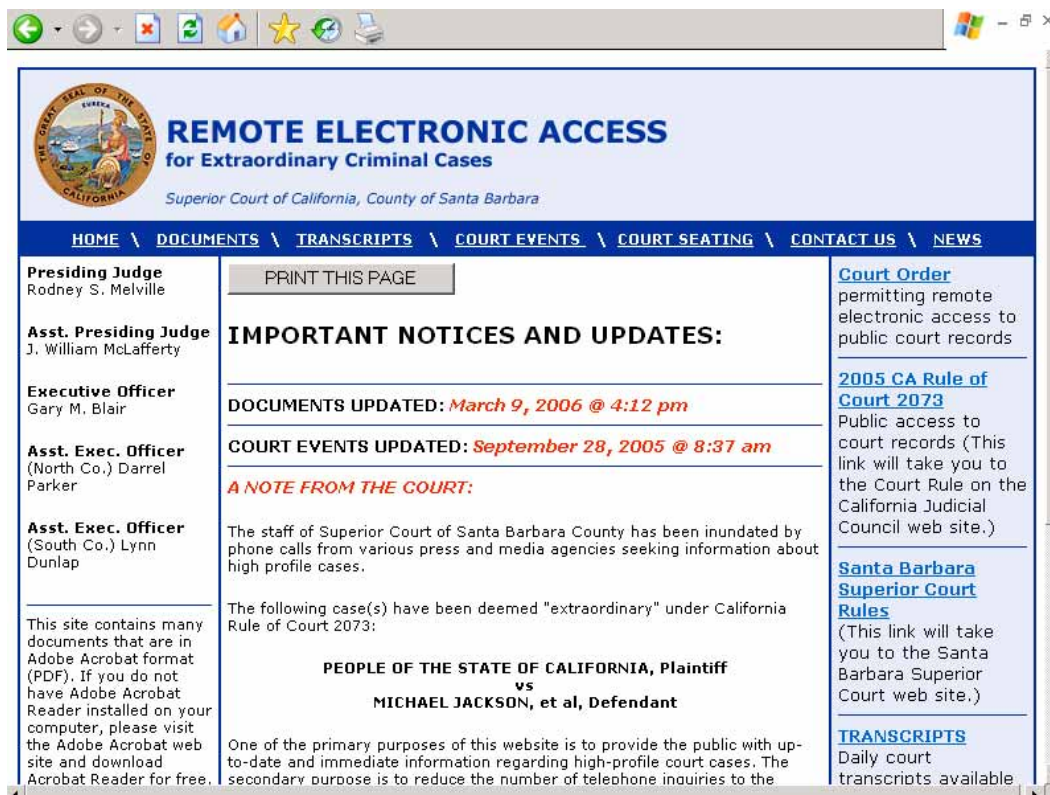 THE GREAT SEAL OF THE STATE OF CALIFORNIA
EUREKA
REMOTE ELECTRONIC ACCESS
for Extraordinary Criminal Cases
Superior Court of California, County of Santa Barbara
HOME \ DOCUMENTS \ TRANSCRIPTS \ COURT EVENTS \ COURT SEATING \ CONTACT US \ NEWS
Presiding Judge
Rodney S. Melville
Asst. Presiding Judge
J. William McLafferty
Executive Officer
Gary M. Blair
Asst. Exec. Officer
(North Co.) Darrel
Parker
Asst. Exec. Officer
(South Co.) Lynn
Dunlap
This site contains many
documents that are in
Adobe Acrobat format
(PDF). If you do not
have Adobe Acrobat
Reader installed on your
computer, please visit
the Adobe Acrobat web
site and download
Acrobat Reader for free.
PRINT THIS PAGE
IMPORTANT NOTICES AND UPDATES:
DOCUMENTS UPDATED: March 9, 2006 @ 4:12 pm
COURT EVENTS UPDATED: September 28, 2005 @ 8:37 am
A NOTE FROM THE COURT:
The staff of Superior Court of Santa Barbara County has been inundated by
phone calls from various press and media agencies seeking information about
high profile cases.
The following case(s) have been deemed "extraordinary" under California
Rule of Court 2073:
PEOPLE OF THE STATE OF CALIFORNIA, Plaintiff
vs
MICHAEL JACKSON, et al, Defendant
One of the primary purposes of this website is to provide the public with up-
to-date and immediate information regarding high-profile court cases. The
secondary purpose is to reduce the number of telephone inquiries to the
Court Order
permitting remote
electronic access to
public court records
2005 CA Rule of
Court 2073
Public access to
court records (This
link will take you to
the Court Rule on the
California Judicial
Council web site.)
Santa Barbara
Superior Court
Rules
(This link will take
you to the Santa
Barbara Superior
Court web site.)
TRANSCRIPTS
Daily court
transcripts available